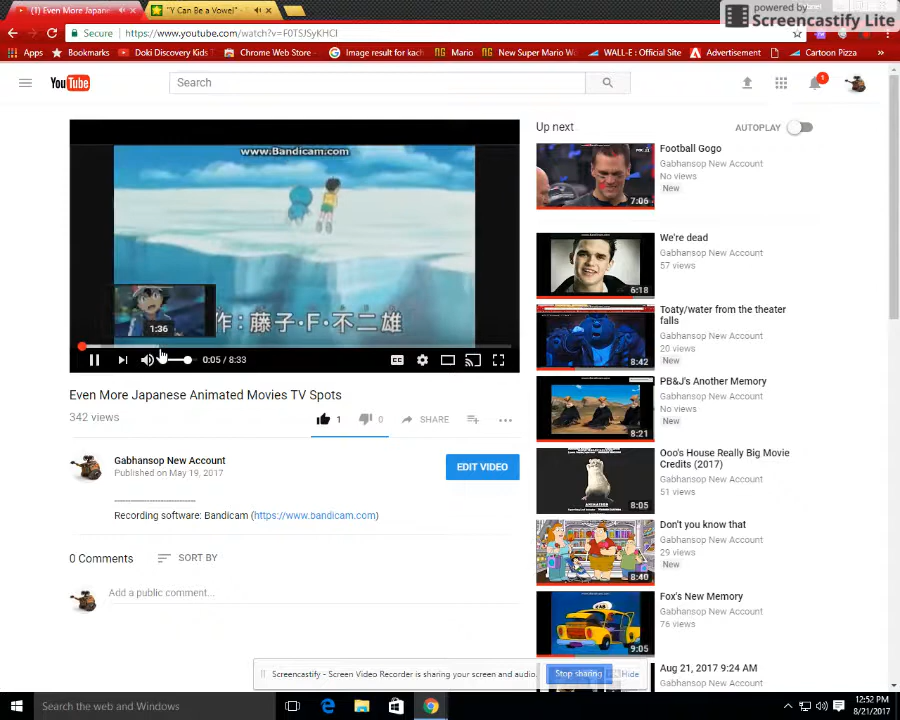 (1) Even More Japane
"Y Can be a Vowel"
powered by
Screencastify Lite
Secure
https://www.youtube.com/watch?v=F0TSJSyKHCI
Apps
Bookmarks
Doki Discovery Kids
Chrome Web Store
Image result for kach
Mario
New Super Mario W
WALL-E : Official Site
Advertisement
Cartoon Pizza
YouTube
Search
1
www.Bandicam.com
作:藤子・F・不二雄
1:36
0:05 / 8:33
Even More Japanese Animated Movies TV Spots
342 views
1
0
SHARE
Gabhansop New Account
Published on May 19, 2017
EDIT VIDEO
------------------------------
Recording software: Bandicam (https://www.bandicam.com)
0 Comments
SORT BY
Add a public comment...
Up next
AUTOPLAY
Football Gogo
Gabhansop New Account
No views
New
7:06
We're dead
Gabhansop New Account
57 views
6:18
Toaty/water from the theater
falls
Gabhansop New Account
20 views
New
8:42
PB&J's Another Memory
Gabhansop New Account
No views
New
8:21
Ooo's House Really Big Movie
Credits (2017)
Gabhansop New Account
51 views
8:05
Don't you know that
Gabhansop New Account
29 views
New
8:40
Fox's New Memory
Gabhansop New Account
76 views
9:05
Aug 21, 2017 9:24 AM
Gabhansop New Account
Screencastify - Screen Video Recorder is sharing your screen and audio.
Stop sharing
Hide
Search the web and Windows
12:52 PM
8/21/2017